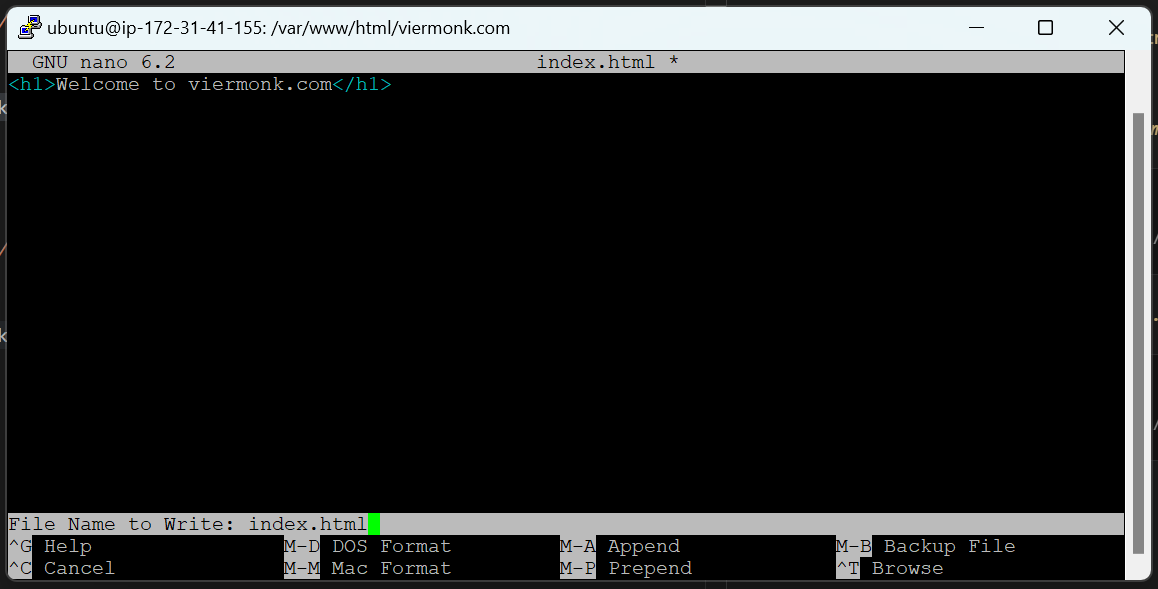 ubuntu@ip-172-31-41-155: /var/www/html/viermonk.com
GNU nano 6.2 index.html *
<h1>Welcome to viermonk.com</h1>
File Name to Write: index.html
^G Help M-D DOS Format M-A Append M-B Backup File
^C Cancel M-M Mac Format M-P Prepend ^T Browse